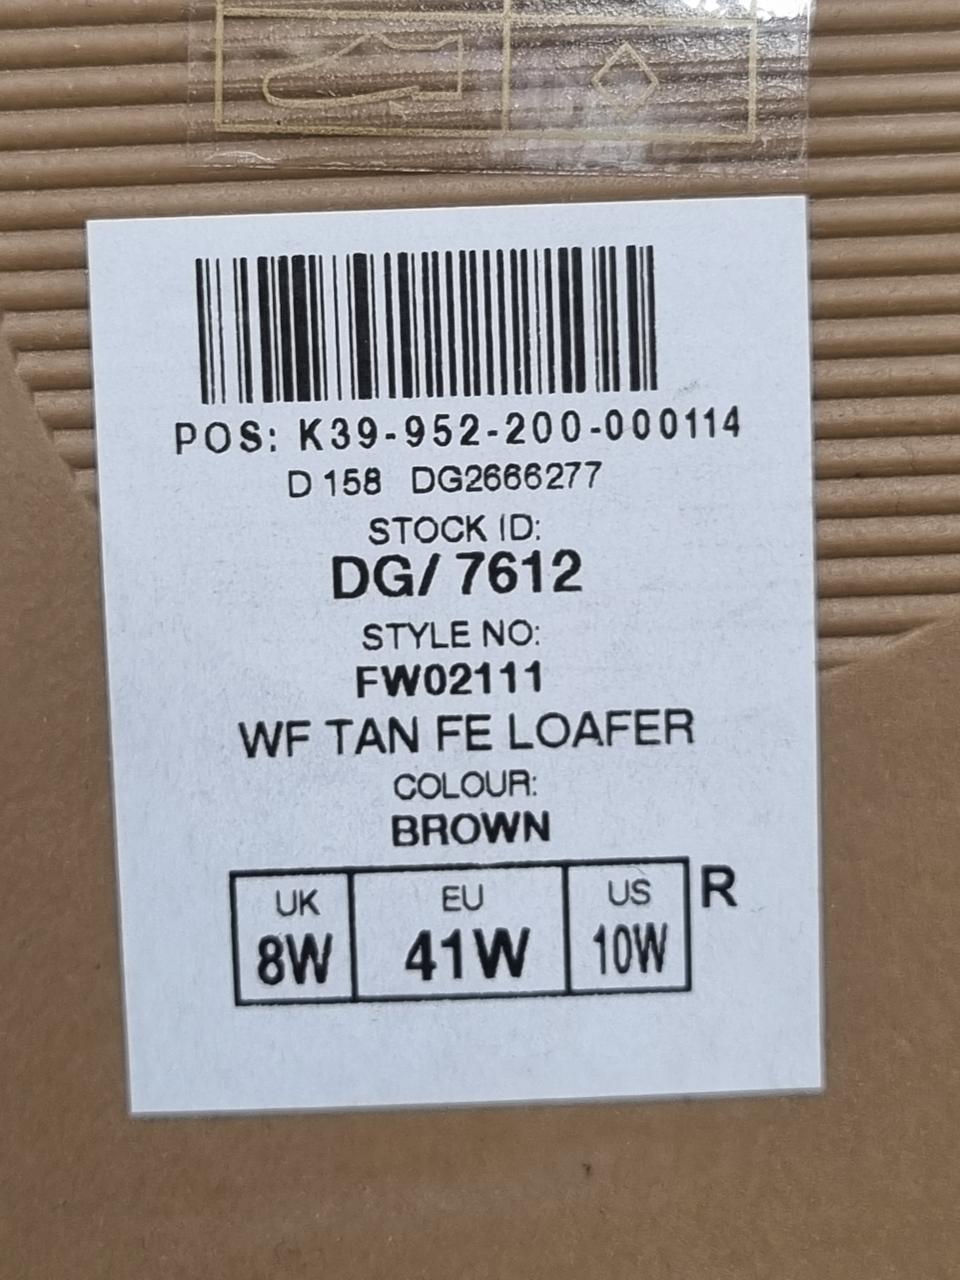 POS: K39-952-200-000114
D 158 DG2666277
STOCK ID:
DG/ 7612
STYLE NO:
FW02111
WF TAN FE LOAFER
COLOUR:
BROWN
UK EU US R
8W 41W 10W